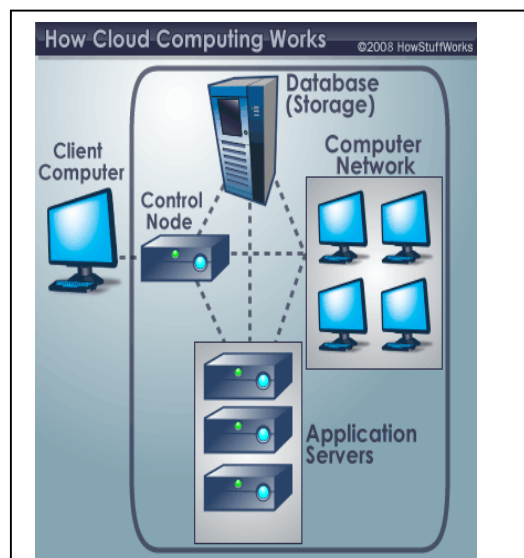 How Cloud Computing Works ©2008 HowStuffWorks
Database
(Storage)
Client
Computer
Computer
Network
Control
Node
Application
Servers